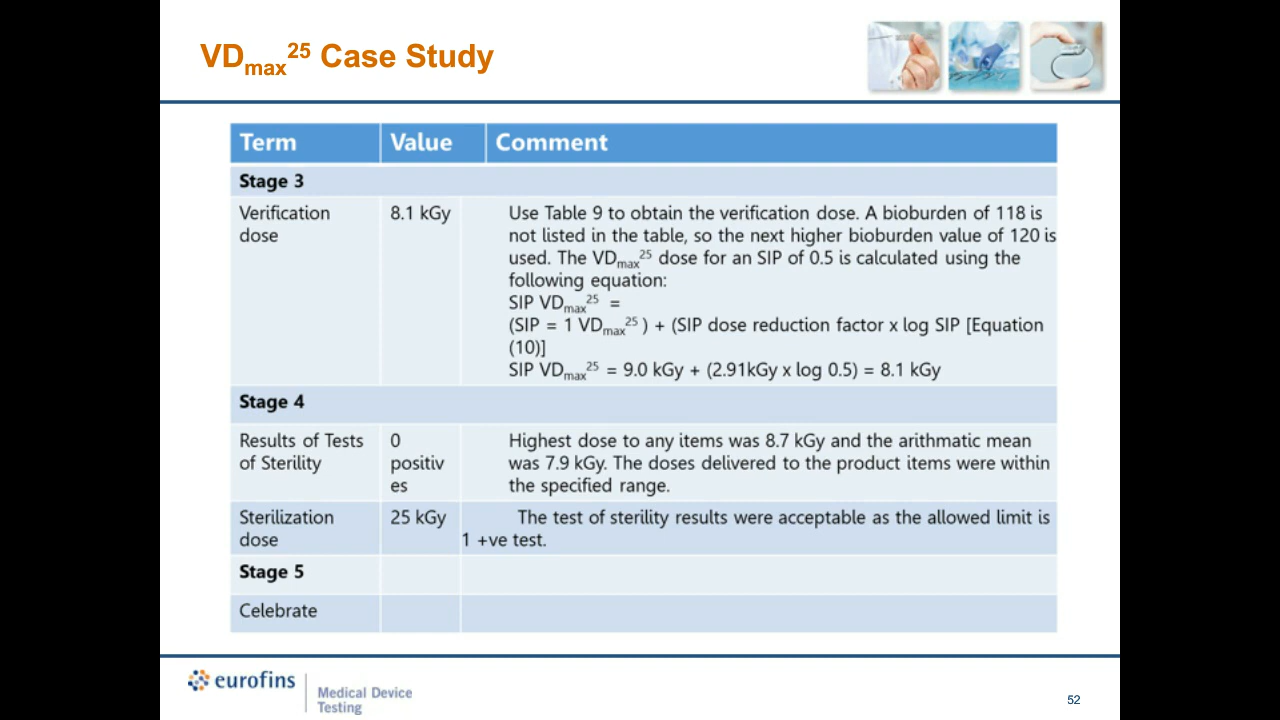 VDmax25 Case Study
Term Value Comment
Stage 3
Verification dose 8.1 kGy Use Table 9 to obtain the verification dose. A bioburden of 118 is
not listed in the table, so the next higher bioburden value of 120 is
used. The VDmax25 dose for an SIP of 0.5 is calculated using the
following equation:
SIP VDmax25 =
(SIP = 1 VDmax25 ) + (SIP dose reduction factor x log SIP [Equation
(10)]
SIP VDmax25 = 9.0 kGy + (2.91kGy x log 0.5) = 8.1 kGy
Stage 4
Results of Tests
of Sterility
0
positiv
es
Highest dose to any items was 8.7 kGy and the arithmatic mean
was 7.9 kGy. The doses delivered to the product items were within
the specified range.
Sterilization
dose
25 kGy
The test of sterility results were acceptable as the allowed limit is
1 +ve test.
Stage 5
Celebrate
eurofins
Medical Device
Testing
52